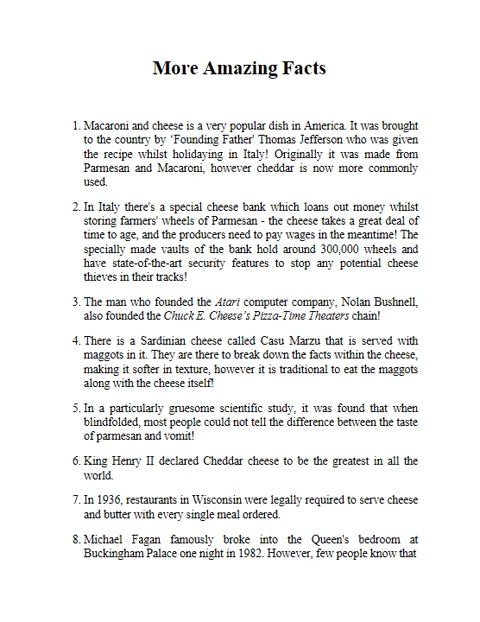 More Amazing Facts
1. Macaroni and cheese is a very popular dish in America. It was brought
to the country by ‘Founding Father' Thomas Jefferson who was given
the recipe whilst holidaying in Italy! Originally it was made from
Parmesan and Macaroni, however cheddar is now more commonly
used.
2. In Italy there's a special cheese bank which loans out money whilst
storing farmers' wheels of Parmesan - the cheese takes a great deal of
time to age, and the producers need to pay wages in the meantime! The
specially made vaults of the bank hold around 300,000 wheels and
have state-of-the-art security features to stop any potential cheese
thieves in their tracks!
3. The man who founded the Atari computer company, Nolan Bushnell,
also founded the Chuck E. Cheese's Pizza-Time Theaters chain!
4. There is a Sardinian cheese called Casu Marzu that is served with
maggots in it. They are there to break down the facts within the cheese,
making it softer in texture, however it is traditional to eat the maggots
along with the cheese itself!
5. In a particularly gruesome scientific study, it was found that when
blindfolded, most people could not tell the difference between the taste
of parmesan and vomit!
6. King Henry II declared Cheddar cheese to be the greatest in all the
world.
7. In 1936, restaurants in Wisconsin were legally required to serve cheese
and butter with every single meal ordered.
8. Michael Fagan famously broke into the Queen's bedroom at
Buckingham Palace one night in 1982. However, few people know that